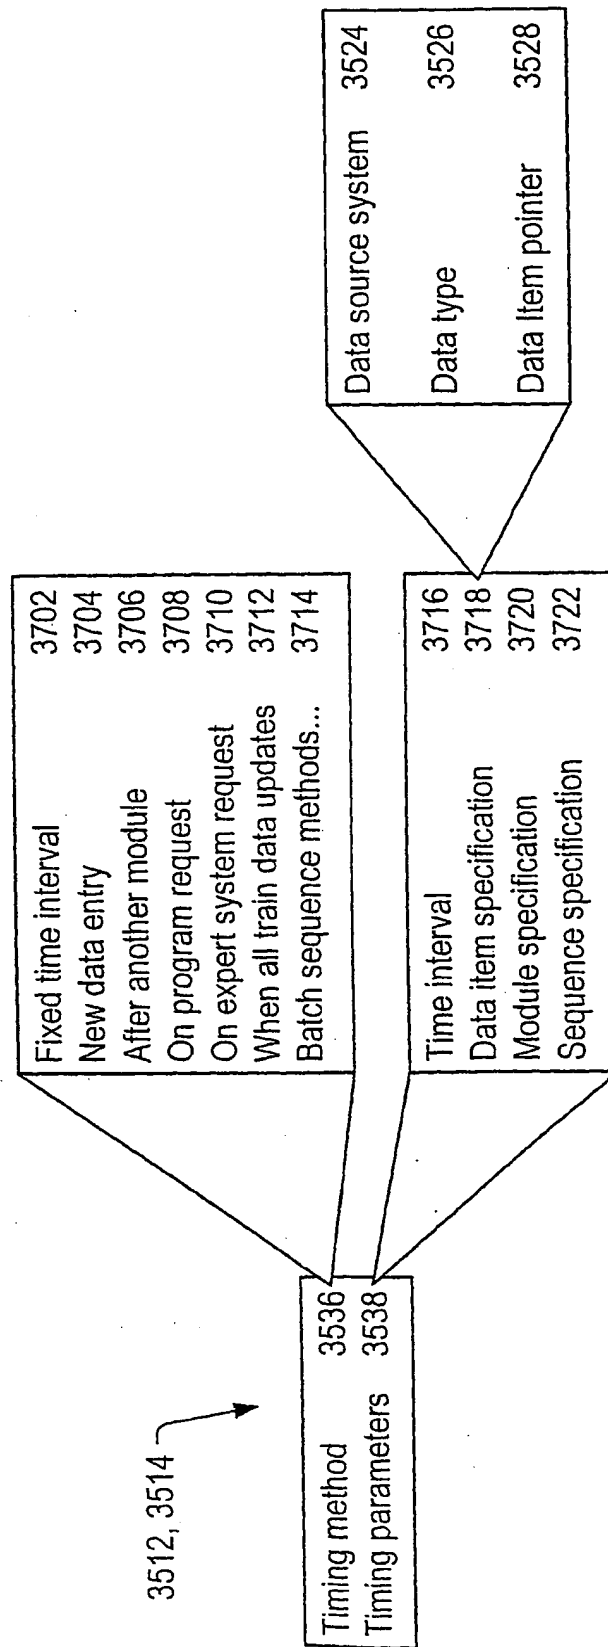 3512, 3514
Timing method 3536
Timing parameters 3538
Fixed time interval 3702
New data entry 3704
After another module 3706
On program request 3708
On expert system request 3710
When all train data updates 3712
Batch sequence methods... 3714
Time interval 3716
Data item specification 3718
Module specification 3720
Sequence specification 3722
Data source system 3524
Data type 3526
Data Item pointer 3528